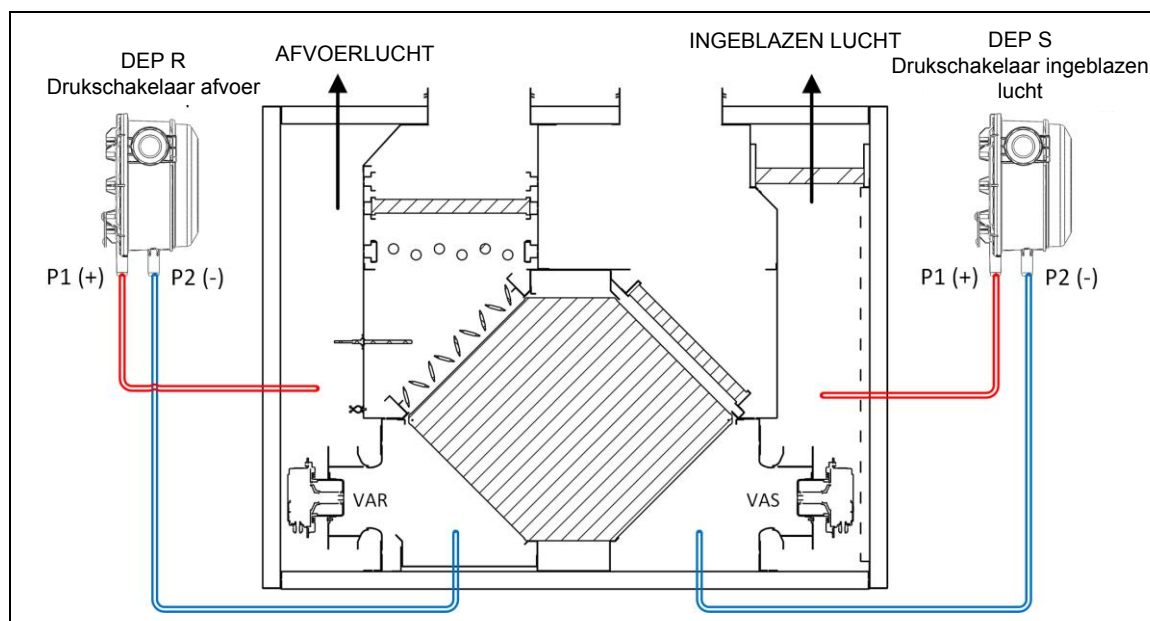 DEP R
Drukschakelaar afvoer
AFVOERLUCHT
INGEBLAZEN LUCHT
DEP S
Drukschakelaar ingeblazen
lucht
P1 (+)
P2 (-)
P1 (+)
P2 (-)
VAR
VAS